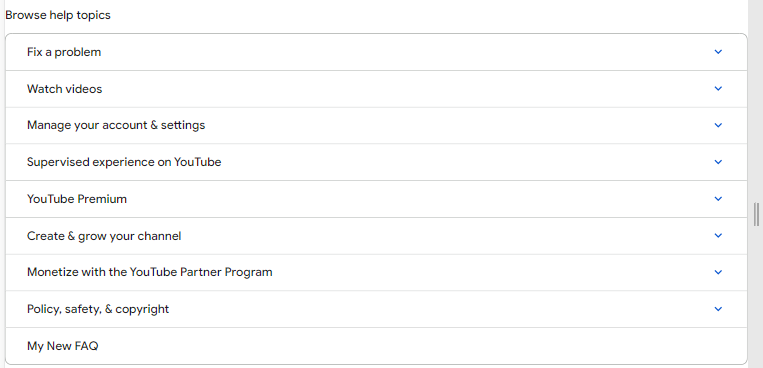 Browse help topics
Fix a problem
Watch videos
Manage your account & settings
Supervised experience on YouTube
YouTube Premium
Create & grow your channel
Monetize with the YouTube Partner Program
Policy, safety, & copyright
My New FAQ